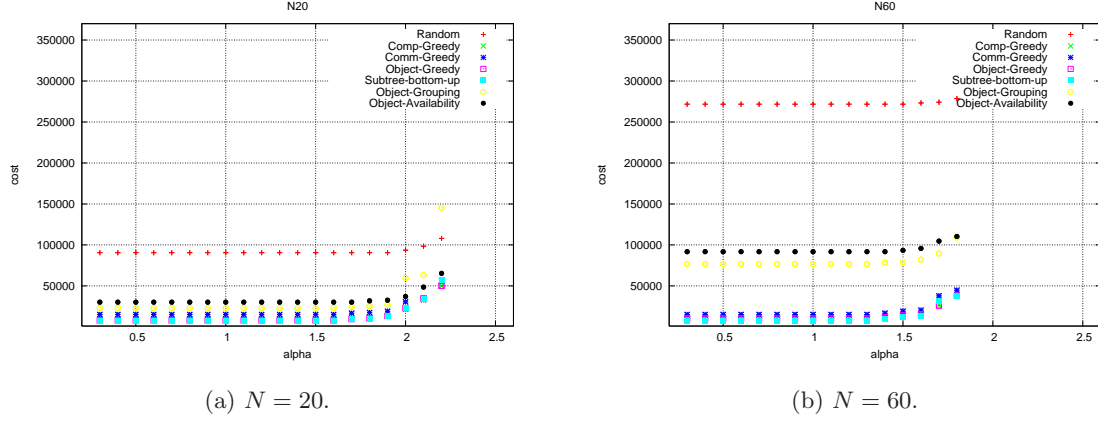 N20
350000
300000
250000
200000
150000
100000
50000
cost
0.5
1
1.5
2
2.5
alpha
Random
Comp-Greedy
Comm-Greedy
Object-Greedy
Subtree-bottom-up
Object-Grouping
Object-Availability
(a) N = 20.
N60
350000
300000
250000
200000
150000
100000
50000
cost
0.5
1
1.5
2
2.5
alpha
Random
Comp-Greedy
Comm-Greedy
Object-Greedy
Subtree-bottom-up
Object-Grouping
Object-Availability
(b) N = 60.